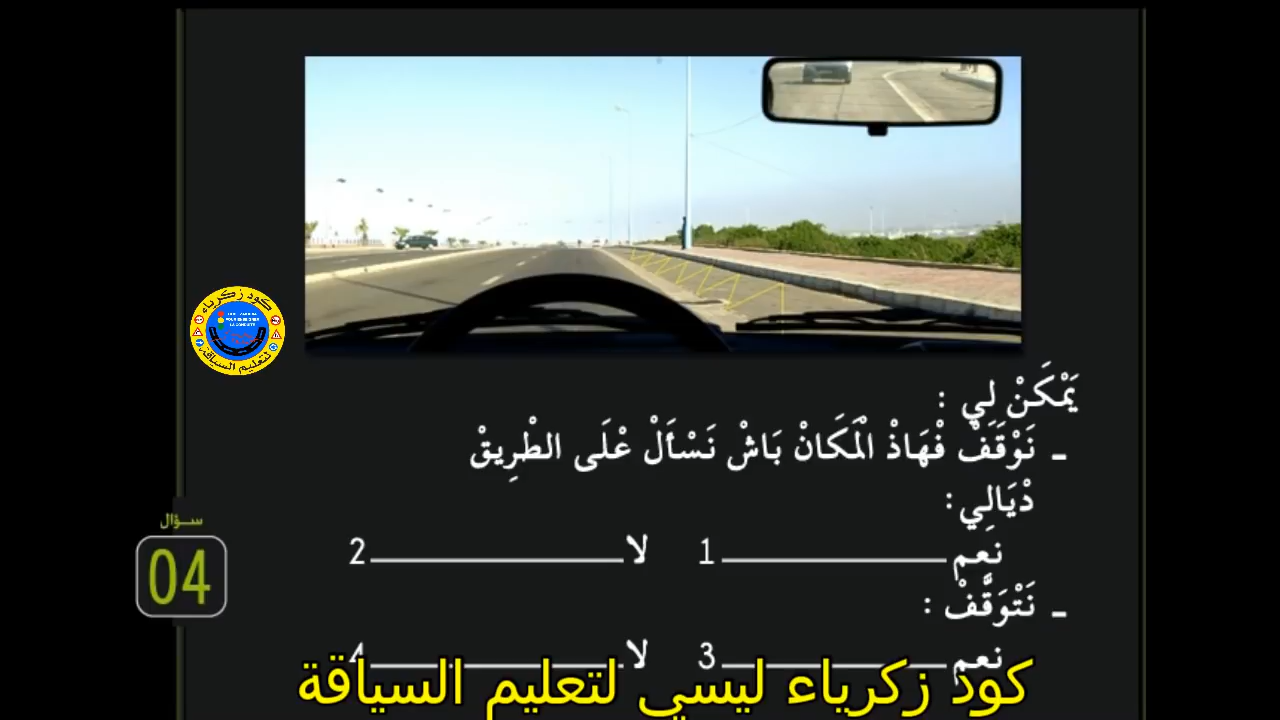 كود زكرياء
لتعليم السياقة
يَمْكَنْ لِي :
ـ نَوْقَفْ فْهَاذْ الْمَكَانْ بَاشْ نَسْأَلْ عْلَى الطْرِيقْ
دْيَالِي:
نعم 1 لا 2
ـ نَتْوَقَّفْ :
نعم 3 لا 4
سؤال
04
كود زكرياء ليسي لتعليم السياقة